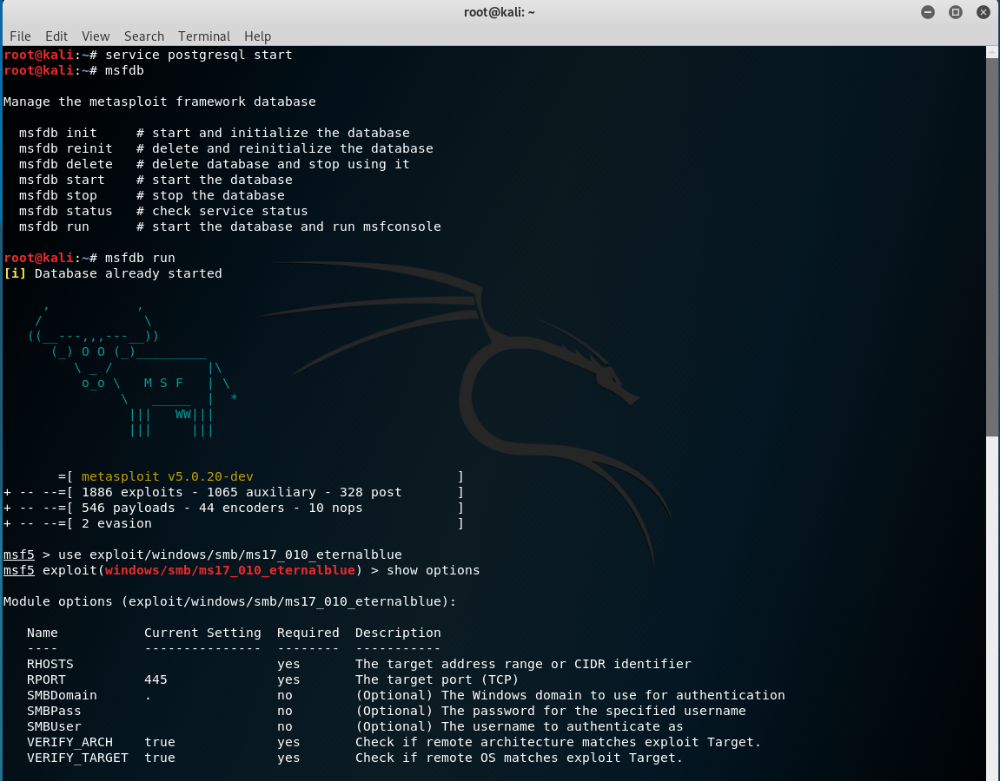 root@kali: ~
File Edit View Search Terminal Help
root@kali:~# service postgresql start
root@kali:~# msfdb
Manage the metasploit framework database
  msfdb init     # start and initialize the database
  msfdb reinit   # delete and reinitialize the database
  msfdb delete   # delete database and stop using it
  msfdb start    # start the database
  msfdb stop     # stop the database
  msfdb status   # check service status
  msfdb run      # start the database and run msfconsole
root@kali:~# msfdb run
[i] Database already started
     ,           ,
    /             \
   ((__---,,,---__))
      (_) O O (_)_________
         \ _ /            |\
          o_o \   M S F   | \
               \   _____  |  *
                |||   WW|||
                |||     |||
       =[ metasploit v5.0.20-dev                          ]
+ -- --=[ 1886 exploits - 1065 auxiliary - 328 post       ]
+ -- --=[ 546 payloads - 44 encoders - 10 nops            ]
+ -- --=[ 2 evasion                                       ]
msf5 > use exploit/windows/smb/ms17_010_eternalblue
msf5 exploit(windows/smb/ms17_010_eternalblue) > show options
Module options (exploit/windows/smb/ms17_010_eternalblue):
   Name           Current Setting  Required  Description
   ----           ---------------  --------  -----------
   RHOSTS                          yes       The target address range or CIDR identifier
   RPORT          445              yes       The target port (TCP)
   SMBDomain      .                no        (Optional) The Windows domain to use for authentication
   SMBPass                         no        (Optional) The password for the specified username
   SMBUser                         no        (Optional) The username to authenticate as
   VERIFY_ARCH    true             yes       Check if remote architecture matches exploit Target.
   VERIFY_TARGET  true             yes       Check if remote OS matches exploit Target.